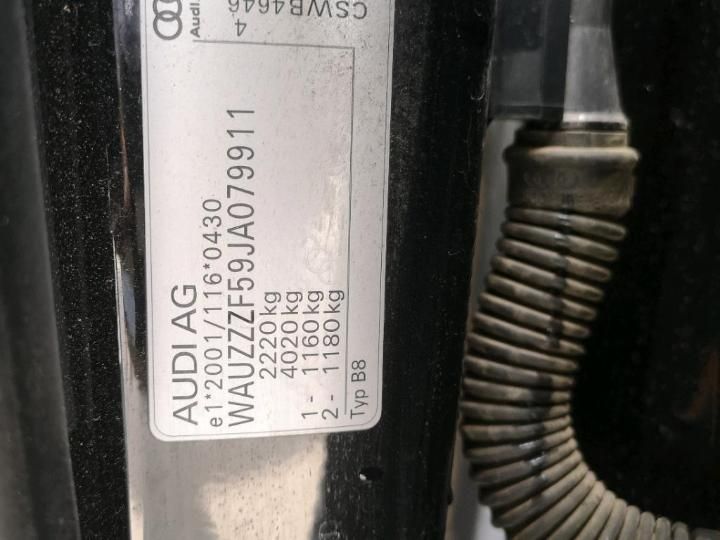 AUDI AG
e1*2001/116*0430
WAUZZZF59JA079911
2220 kg
4020 kg
1- 1160 kg
2- 1180 kg
Typ B8
Audi.
4
CSWB4646